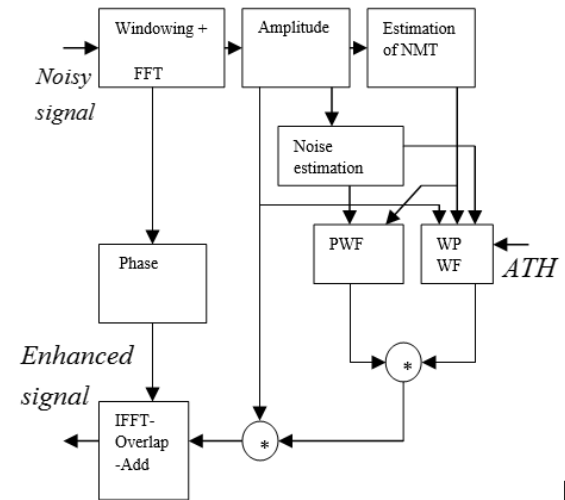 Windowing +
FFT
Amplitude
Estimation
of NMT
Noisy
signal
Noise
estimation
Phase
PWF
WP
WF
ATH
Enhanced
signal
*
IFFT-
Overlap
-Add
*